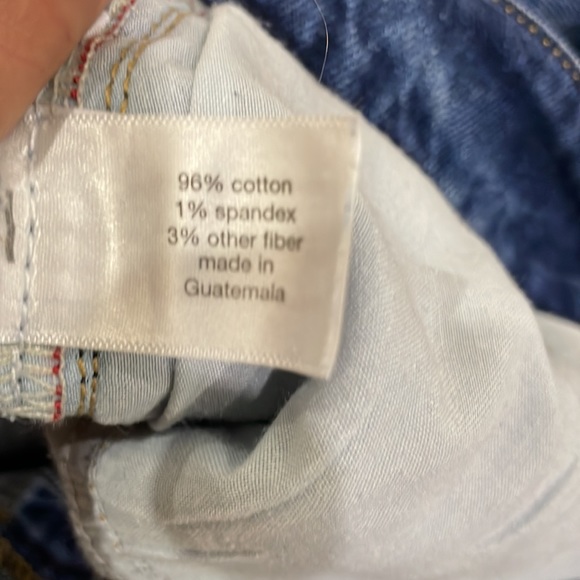 96% cotton
1% spandex
3% other fiber
made in
Guatemala